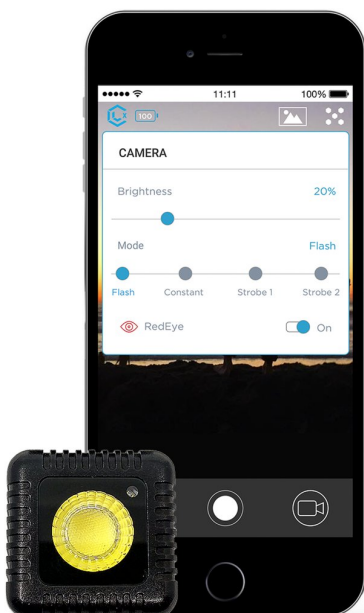 11:11
100%
100
CAMERA
Brightness 20%
Mode Flash
Flash Constant Strobe 1 Strobe 2
RedEye On